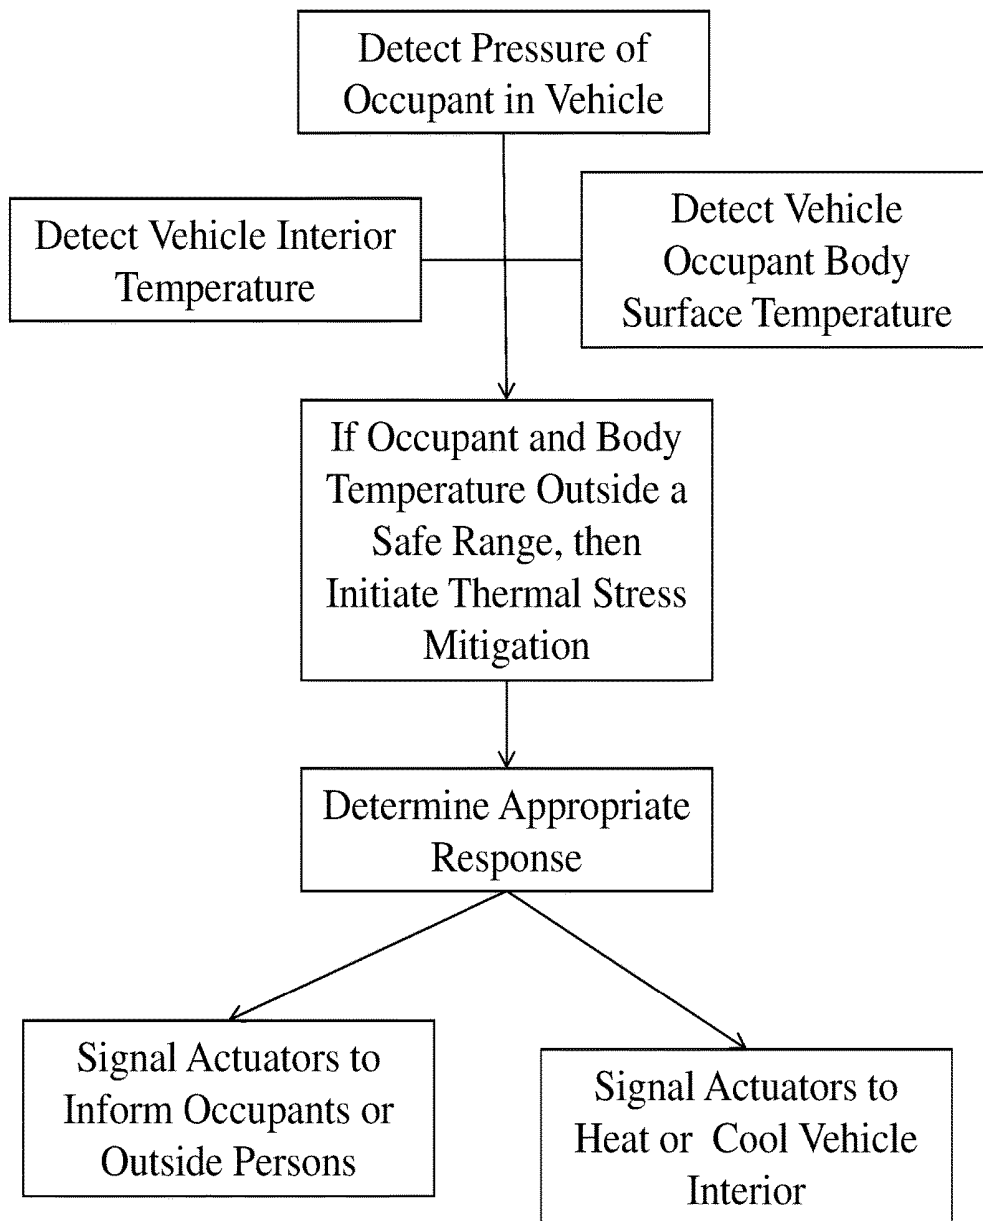 Detect Pressure of
Occupant in Vehicle
Detect Vehicle Interior
Temperature
Detect Vehicle
Occupant Body
Surface Temperature
If Occupant and Body
Temperature Outside a
Safe Range, then
Initiate Thermal Stress
Mitigation
Determine Appropriate
Response
Signal Actuators to
Inform Occupants or
Outside Persons
Signal Actuators to
Heat or Cool Vehicle
Interior